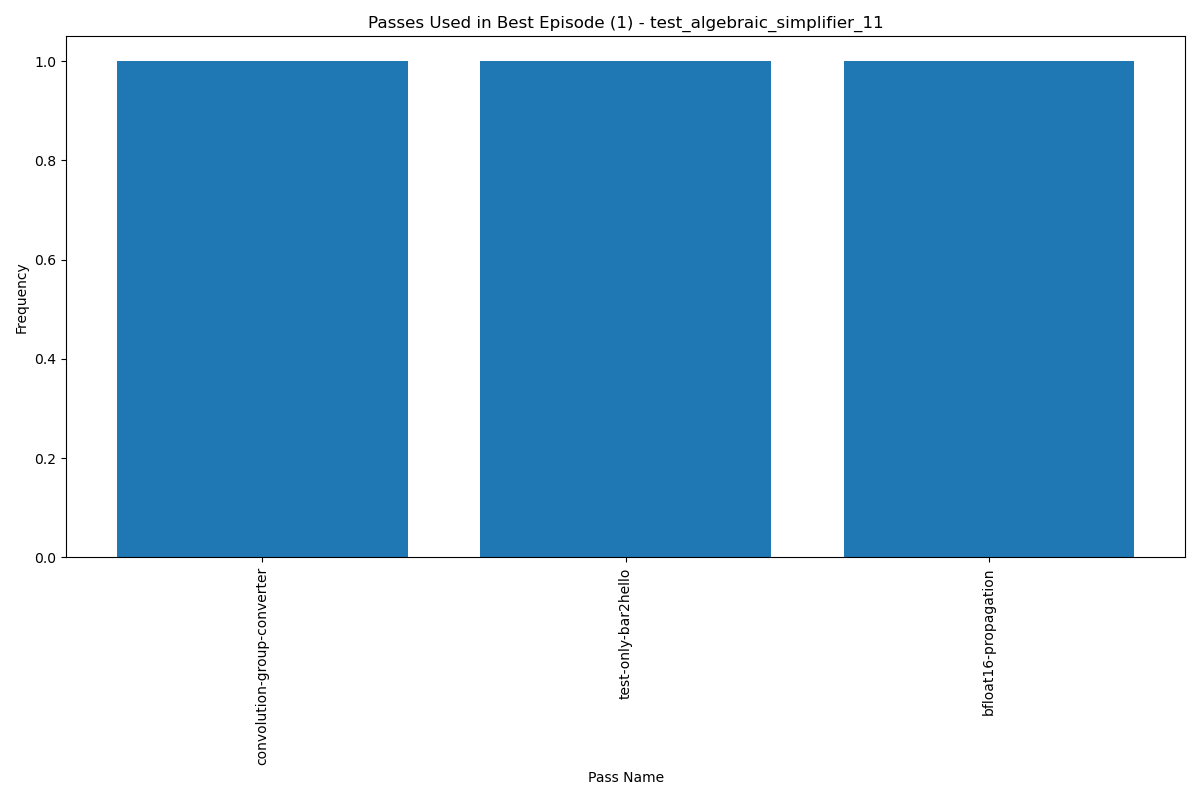 Passes Used in Best Episode (1) - test_algebraic_simplifier_11
1.0
0.8
0.6
0.4
0.2
0.0
Frequency
convolution-group-converter
test-only-bar2hello
bfloat16-propagation
Pass Name